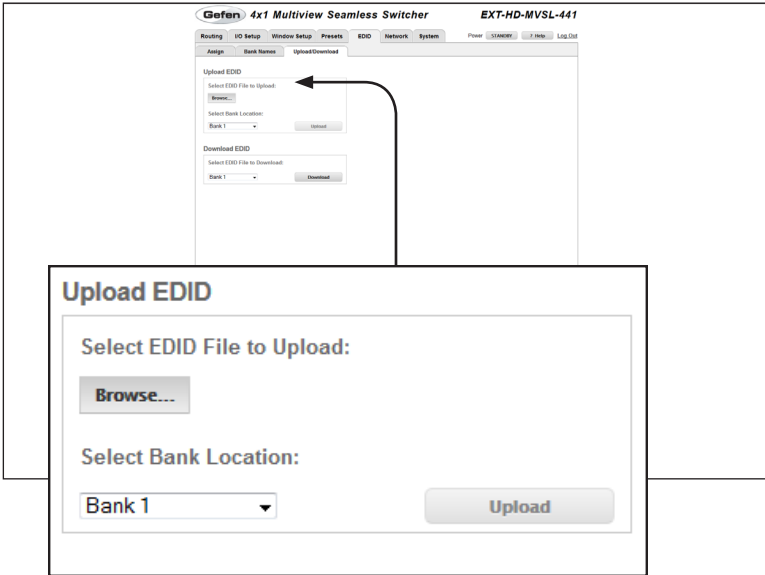 Gefen 4x1 Multiview Seamless Switcher EXT-HD-MVSL-441
Routing I/O Setup Window Setup Presets EDID Network System Power STANDBY ? Help Log Out
Assign Bank Names Upload/Download
Upload EDID
Select EDID File to Upload:
Browse...
Select Bank Location:
Bank 1 Upload
Download EDID
Select EDID File to Download:
Bank 1 Download
Upload EDID
Select EDID File to Upload:
Browse...
Select Bank Location:
Bank 1 Upload